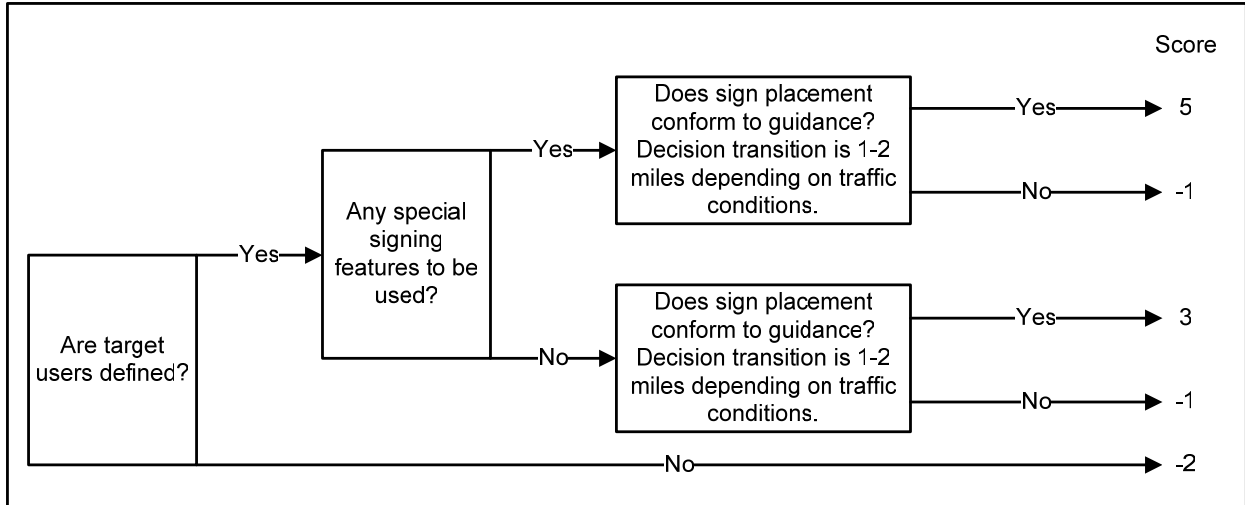 Score
Are target
users defined?
Yes
Any special
signing
features to be
used?
Yes
Does sign placement
conform to guidance?
Decision transition is 1-2
miles depending on traffic
conditions.
Yes
5
No
-1
No
Does sign placement
conform to guidance?
Decision transition is 1-2
miles depending on traffic
conditions.
Yes
3
No
-1
No
-2